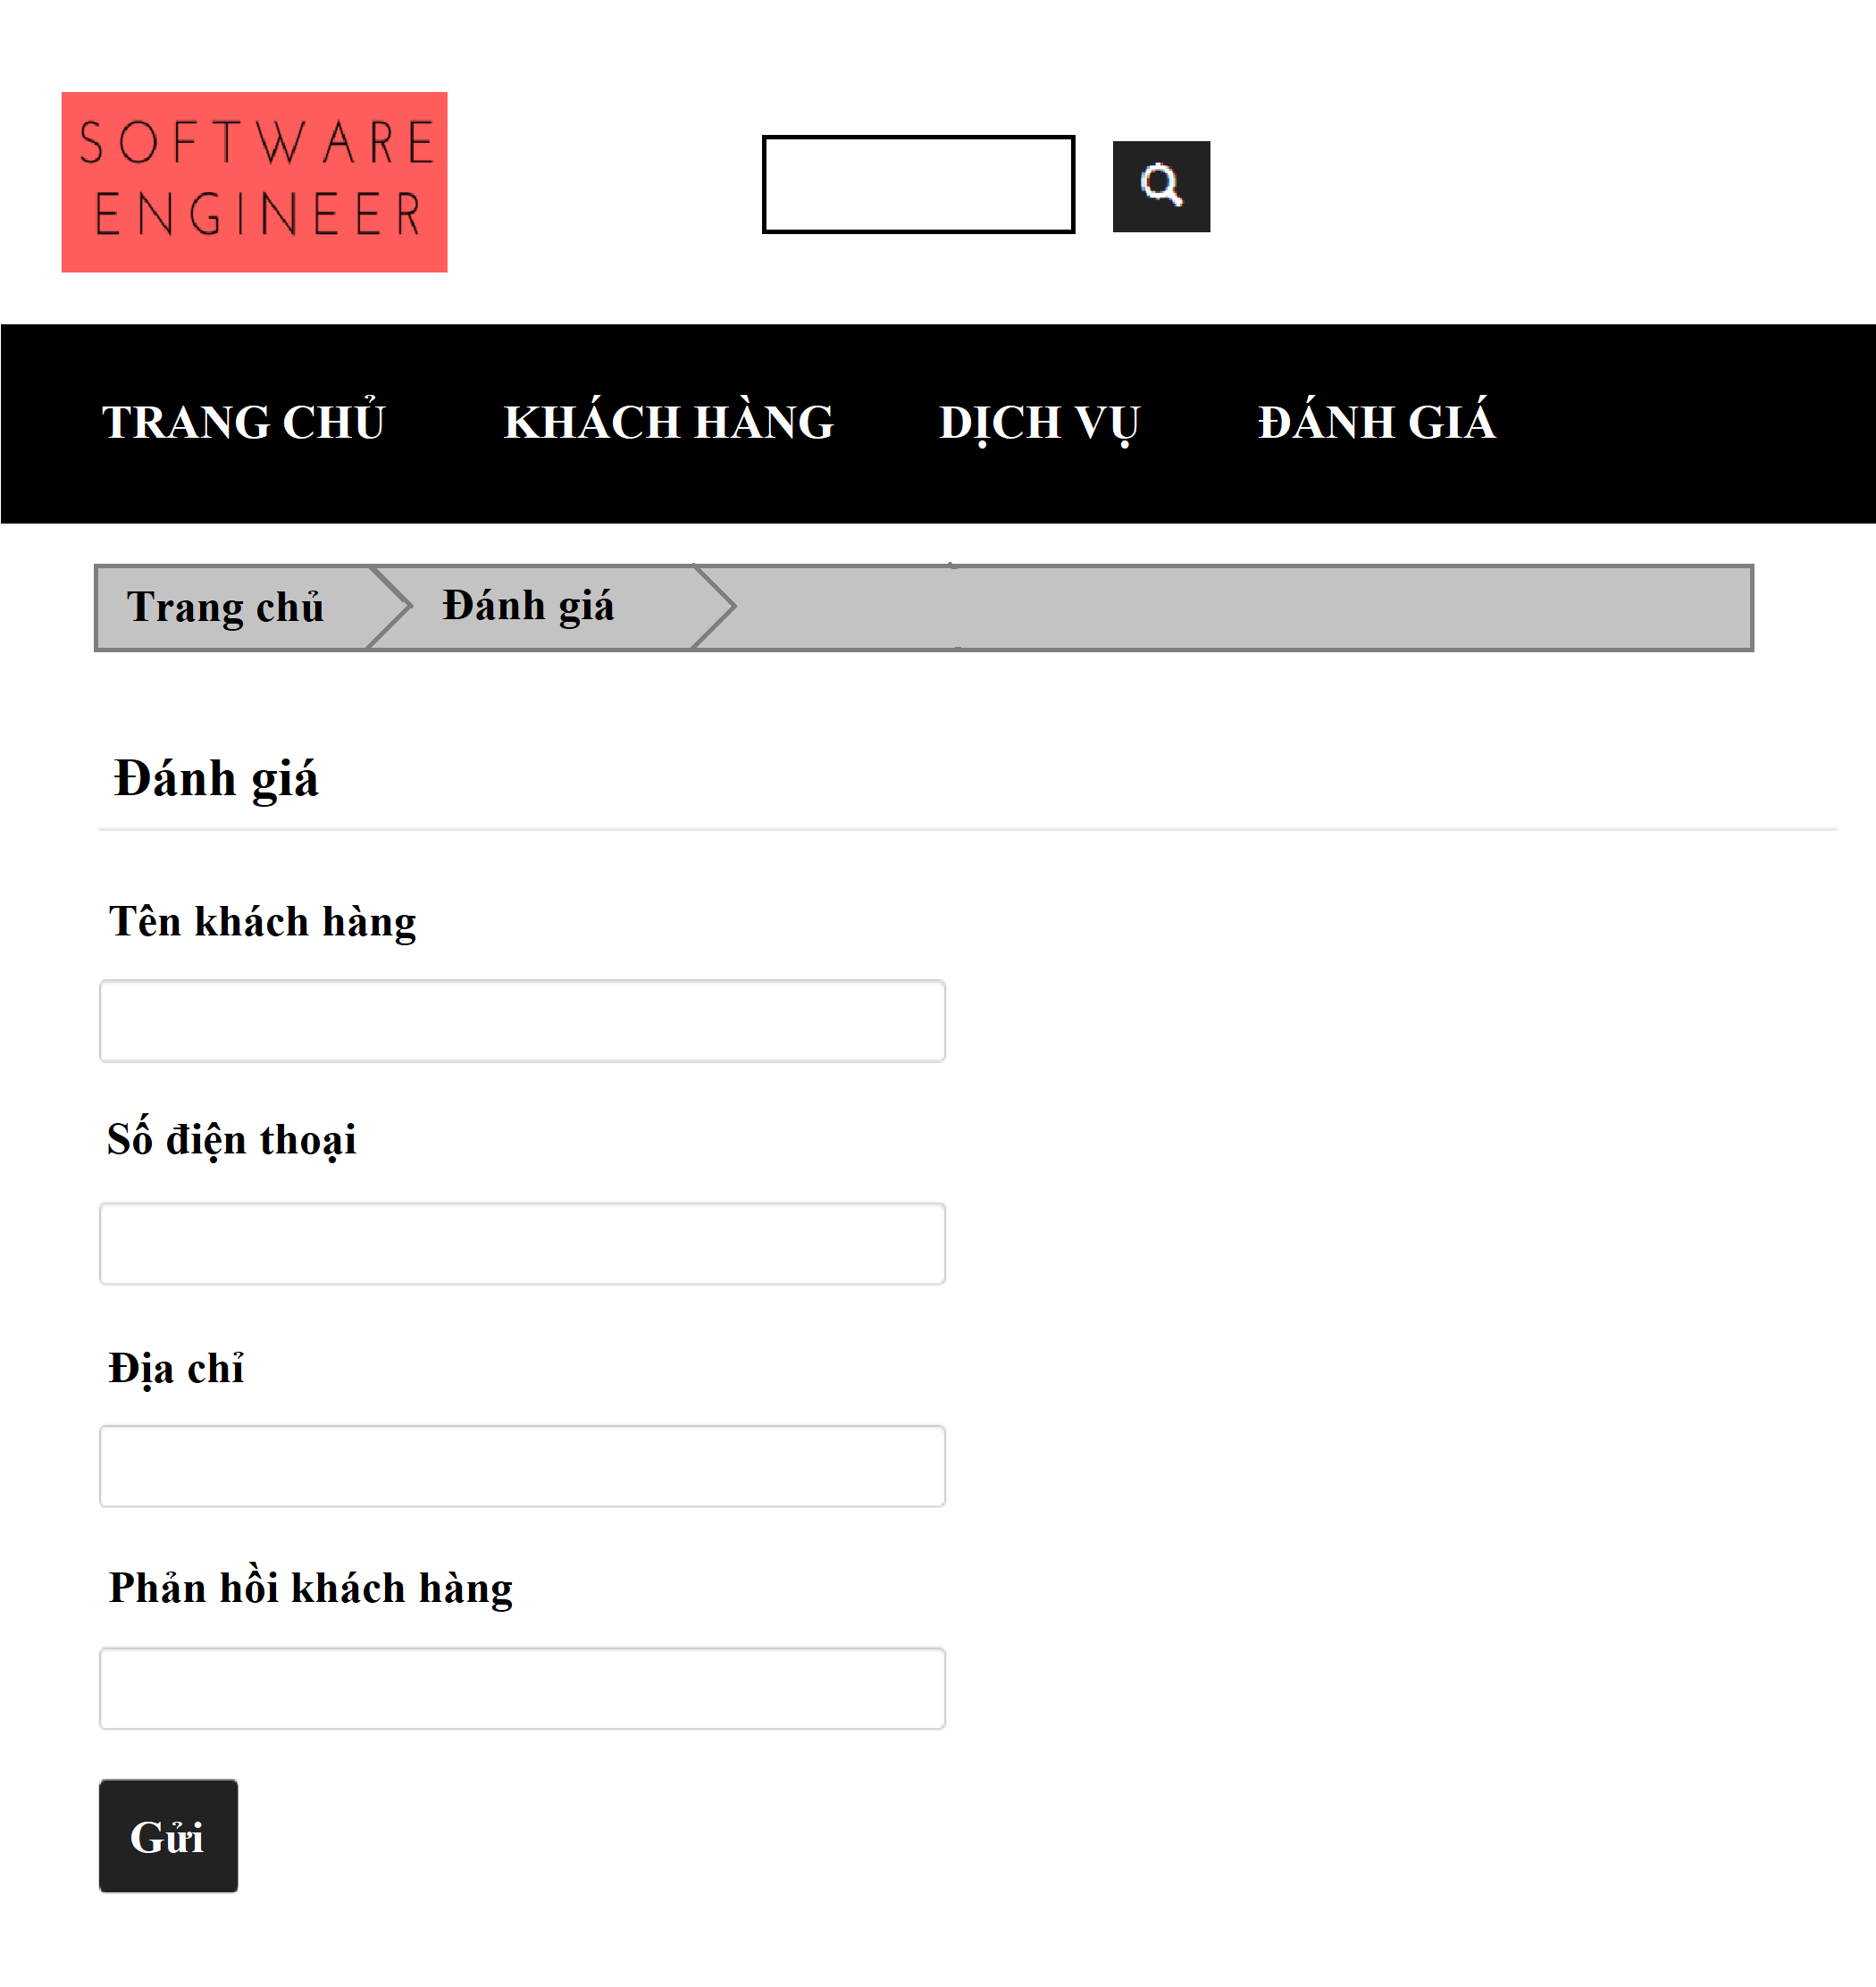 SOFTWARE
ENGINEER
TRANG CHỦ KHÁCH HÀNG DỊCH VỤ ĐÁNH GIÁ
Trang chủ Đánh giá
Đánh giá
Tên khách hàng
Số điện thoại
Địa chỉ
Phản hồi khách hàng
Gửi